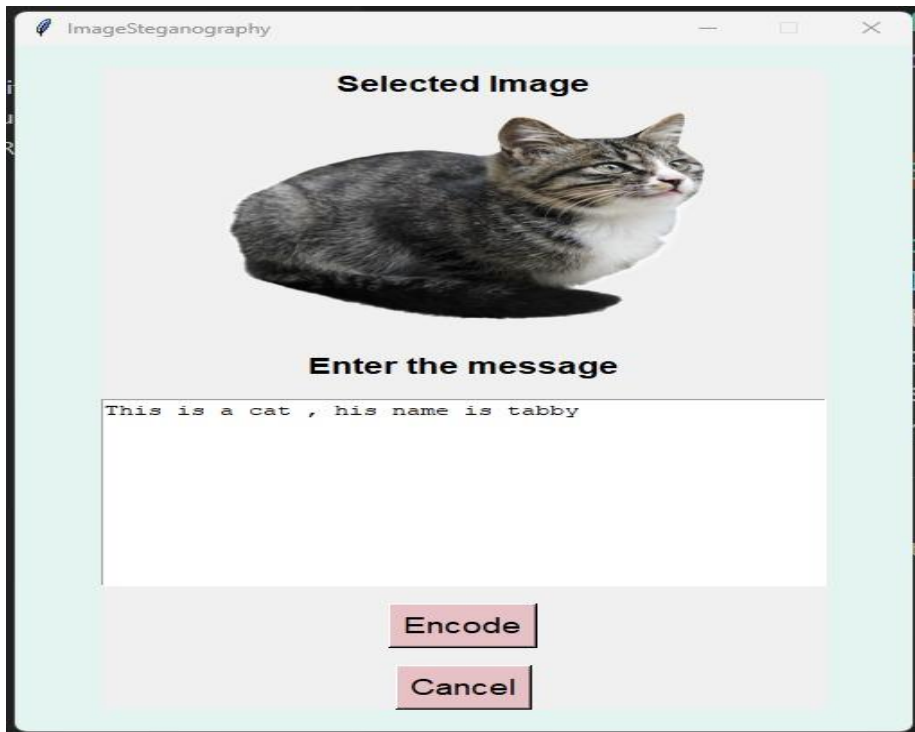 ImageSteganography
Selected Image
Enter the message
This is a cat , his name is tabby
Encode
Cancel